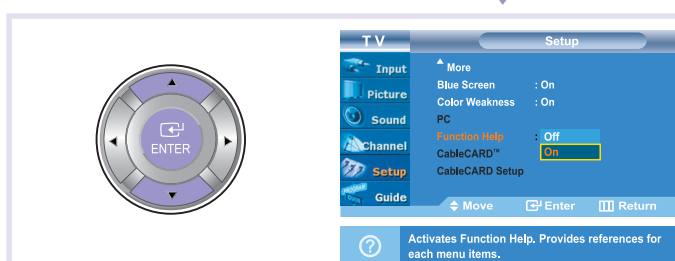 ENTER
TV
Setup
Input
Picture
Sound
Channel
Setup
Guide
More
Blue Screen : On
Color Weakness : On
PC
Function Help : Off
On
CableCARD™
CableCARD Setup
Move Enter Return
Activates Function Help. Provides references for
each menu items.